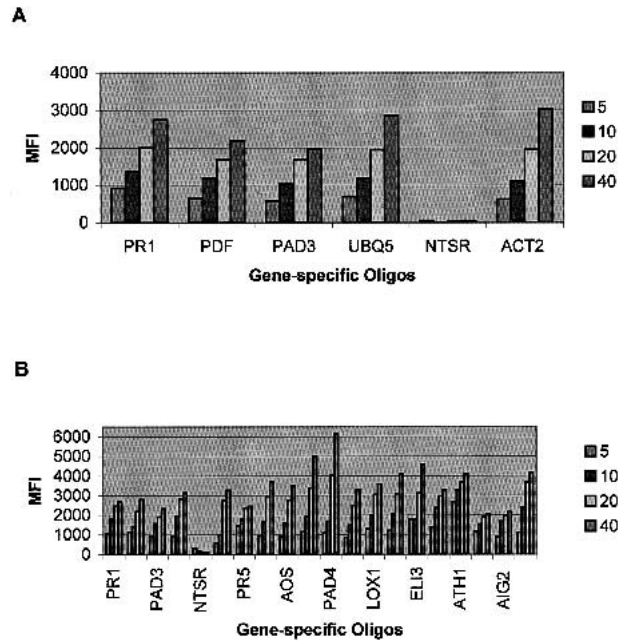 A
4000
3000
2000
1000
0
MFI
PR1 PDF PAD3 UBQ5 NTSR ACT2
Gene-specific Oligos
5
10
20
40
B
6000
5000
4000
3000
2000
1000
0
MFI
PR1 PAD3 NTSR PR5 AOS PAD4 LOX1 ELI3 ATH1 AIG2
Gene-specific Oligos
5
10
20
40